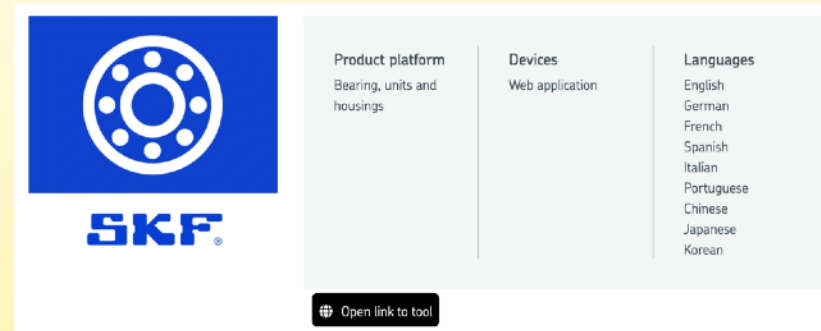 SKF®
Product platform
Bearing, units and
housings
Devices
Web application
Languages
English
German
French
Spanish
Italian
Portuguese
Chinese
Japanese
Korean
Open link to tool